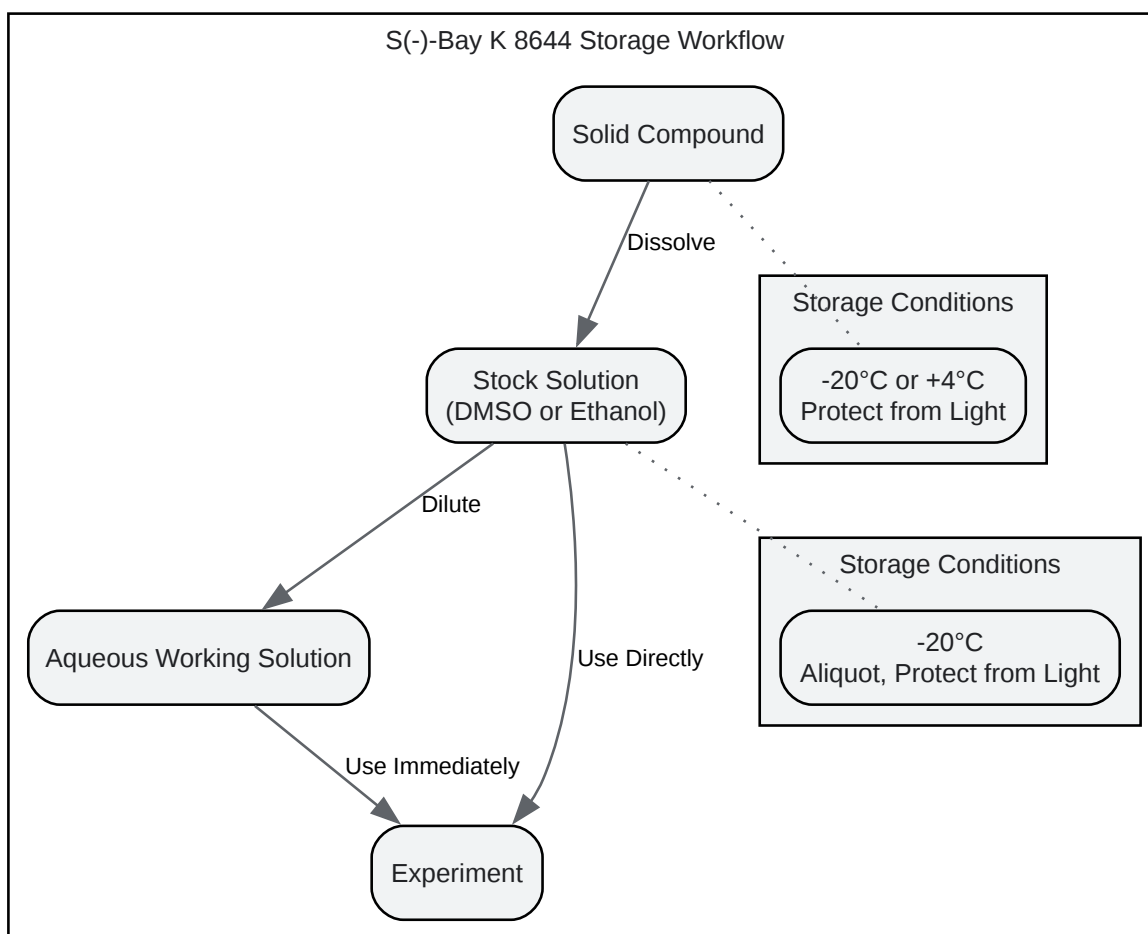 S(-)-Bay K 8644 Storage Workflow
Solid Compound
Dissolve
Storage Conditions
-20°C or +4°C
Protect from Light
Stock Solution
(DMSO or Ethanol)
Dilute
Storage Conditions
-20°C
Aliquot, Protect from Light
Aqueous Working Solution
Use Directly
Use Immediately
Experiment